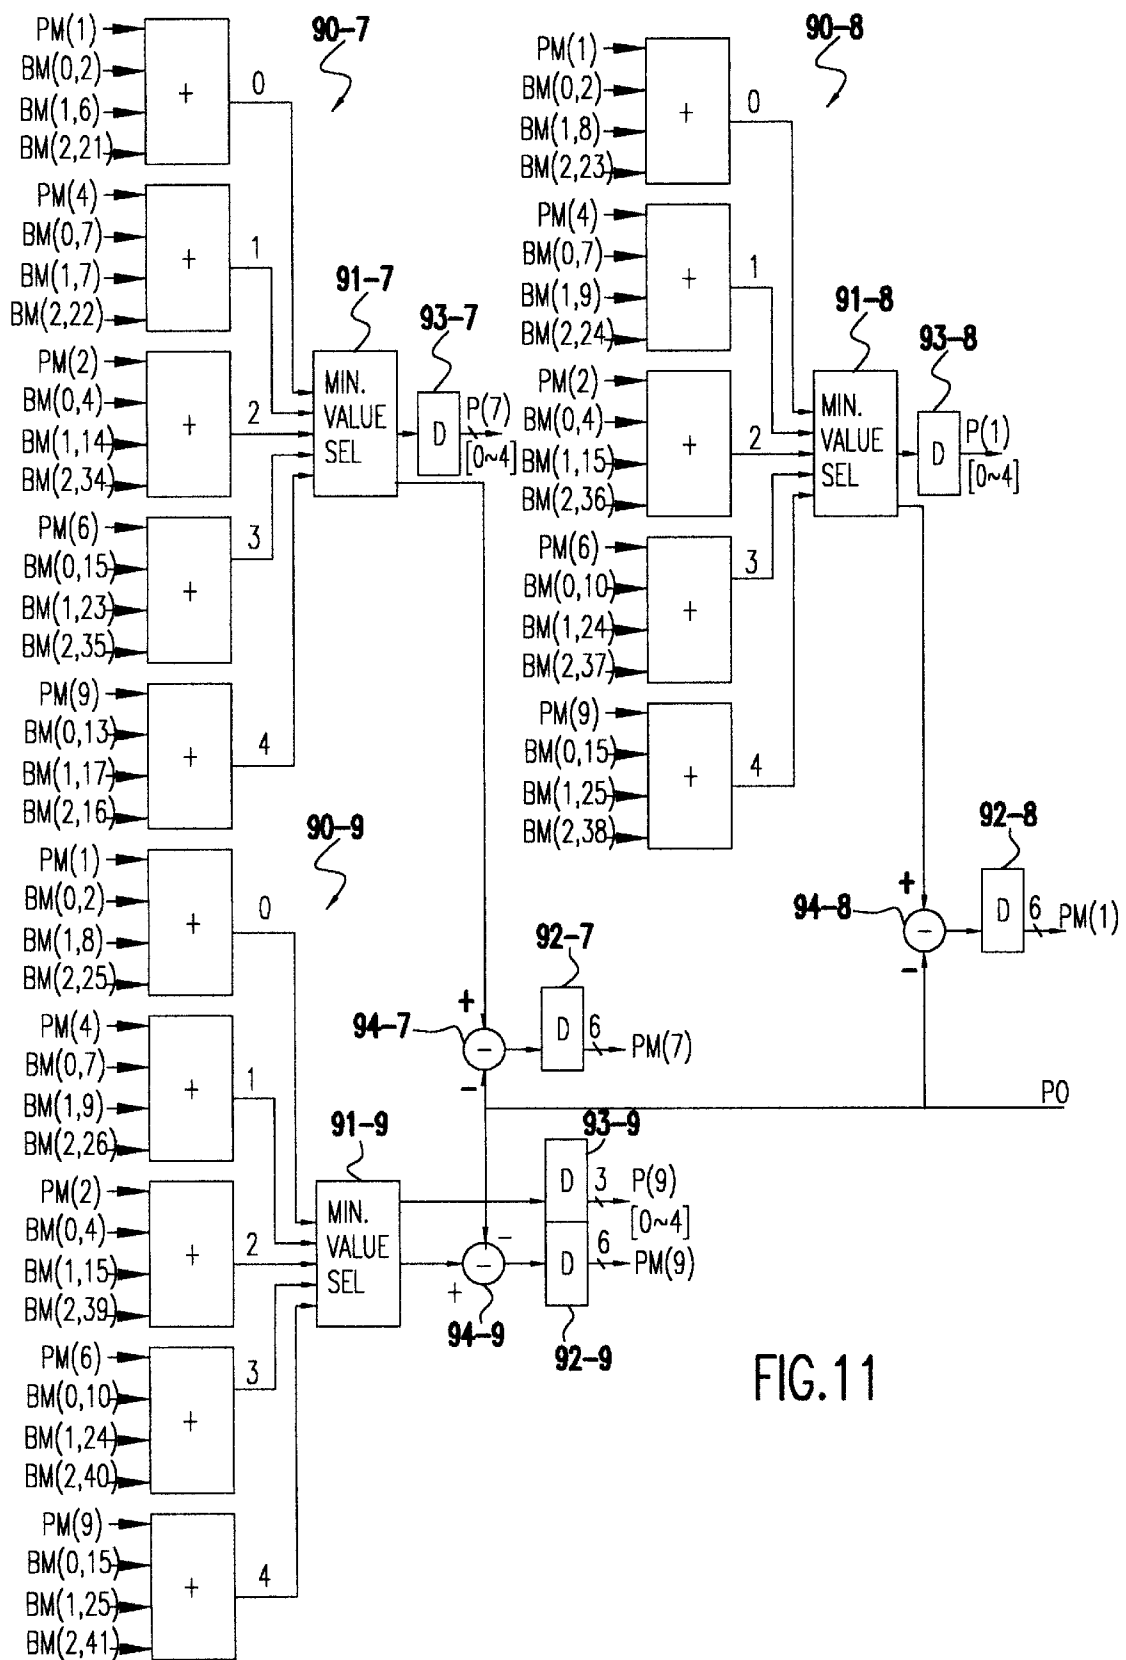 90-7
PM(1)
BM(0,2)
BM(1,6)
BM(2,21)
+
0
PM(4)
BM(0,7)
BM(1,7)
BM(2,22)
+
1
PM(2)
BM(0,4)
BM(1,14)
BM(2,34)
+
2
PM(6)
BM(0,15)
BM(1,23)
BM(2,35)
+
3
PM(9)
BM(0,13)
BM(1,17)
BM(2,16)
+
4
91-7
MIN.
VALUE
SEL
93-7
D
P(7)
[0~4]
94-7
+
-
-
92-7
D
6
PM(7)
90-8
PM(1)
BM(0,2)
BM(1,8)
BM(2,23)
+
0
PM(4)
BM(0,7)
BM(1,9)
BM(2,24)
+
1
PM(2)
BM(0,4)
BM(1,15)
BM(2,36)
+
2
PM(6)
BM(0,10)
BM(1,24)
BM(2,37)
+
3
PM(9)
BM(0,15)
BM(1,25)
BM(2,38)
+
4
91-8
MIN.
VALUE
SEL
93-8
D
P(1)
[0~4]
94-8
+
-
-
92-8
D
6
PM(1)
P0
90-9
PM(1)
BM(0,2)
BM(1,8)
BM(2,25)
+
0
PM(4)
BM(0,7)
BM(1,9)
BM(2,26)
+
1
PM(2)
BM(0,4)
BM(1,15)
BM(2,39)
+
2
PM(6)
BM(0,10)
BM(1,24)
BM(2,40)
+
3
PM(9)
BM(0,15)
BM(1,25)
BM(2,41)
+
4
91-9
MIN.
VALUE
SEL
93-9
D
3
P(9)
[0~4]
-
-
+
94-9
D
6
PM(9)
92-9
FIG.11